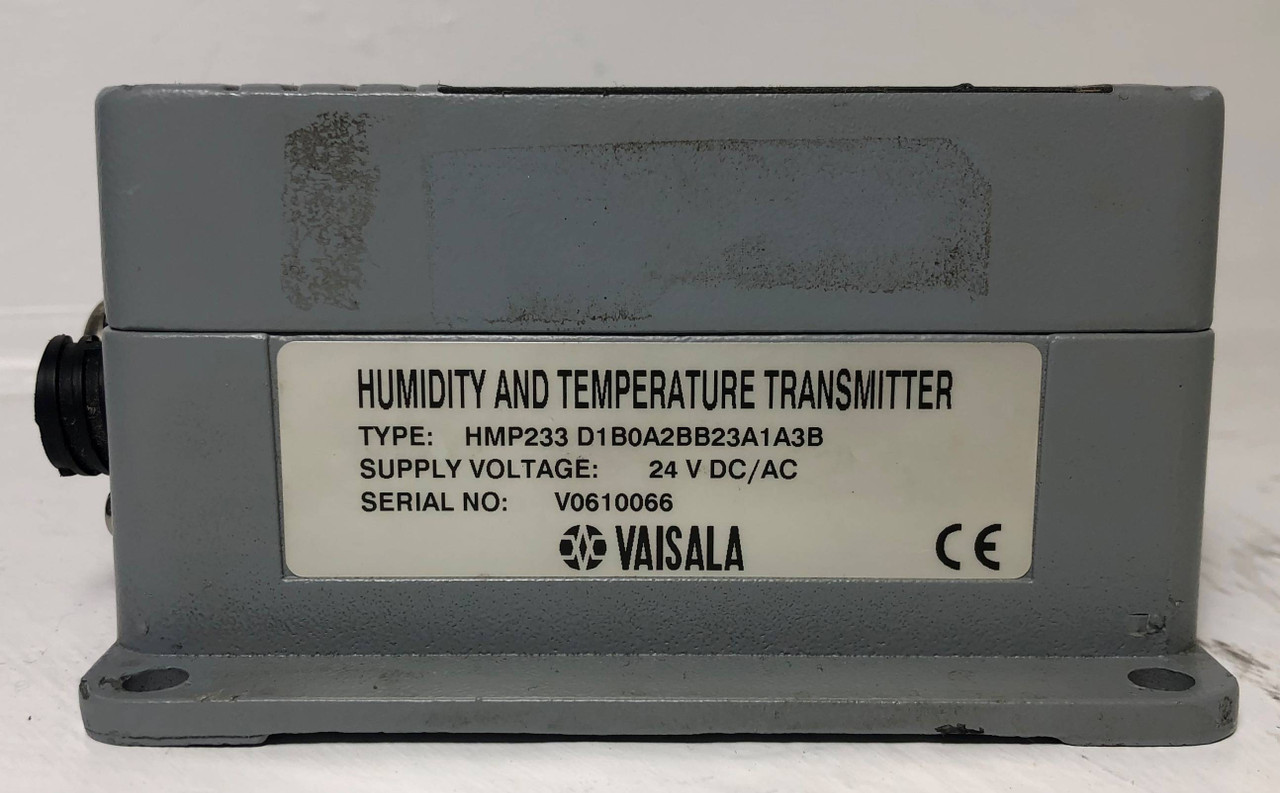 HUMIDITY AND TEMPERATURE TRANSMITTER
TYPE: HMP233 D1B0A2BB23A1A3B
SUPPLY VOLTAGE: 24 V DC/AC
SERIAL NO: V0610066
VAISALA CE